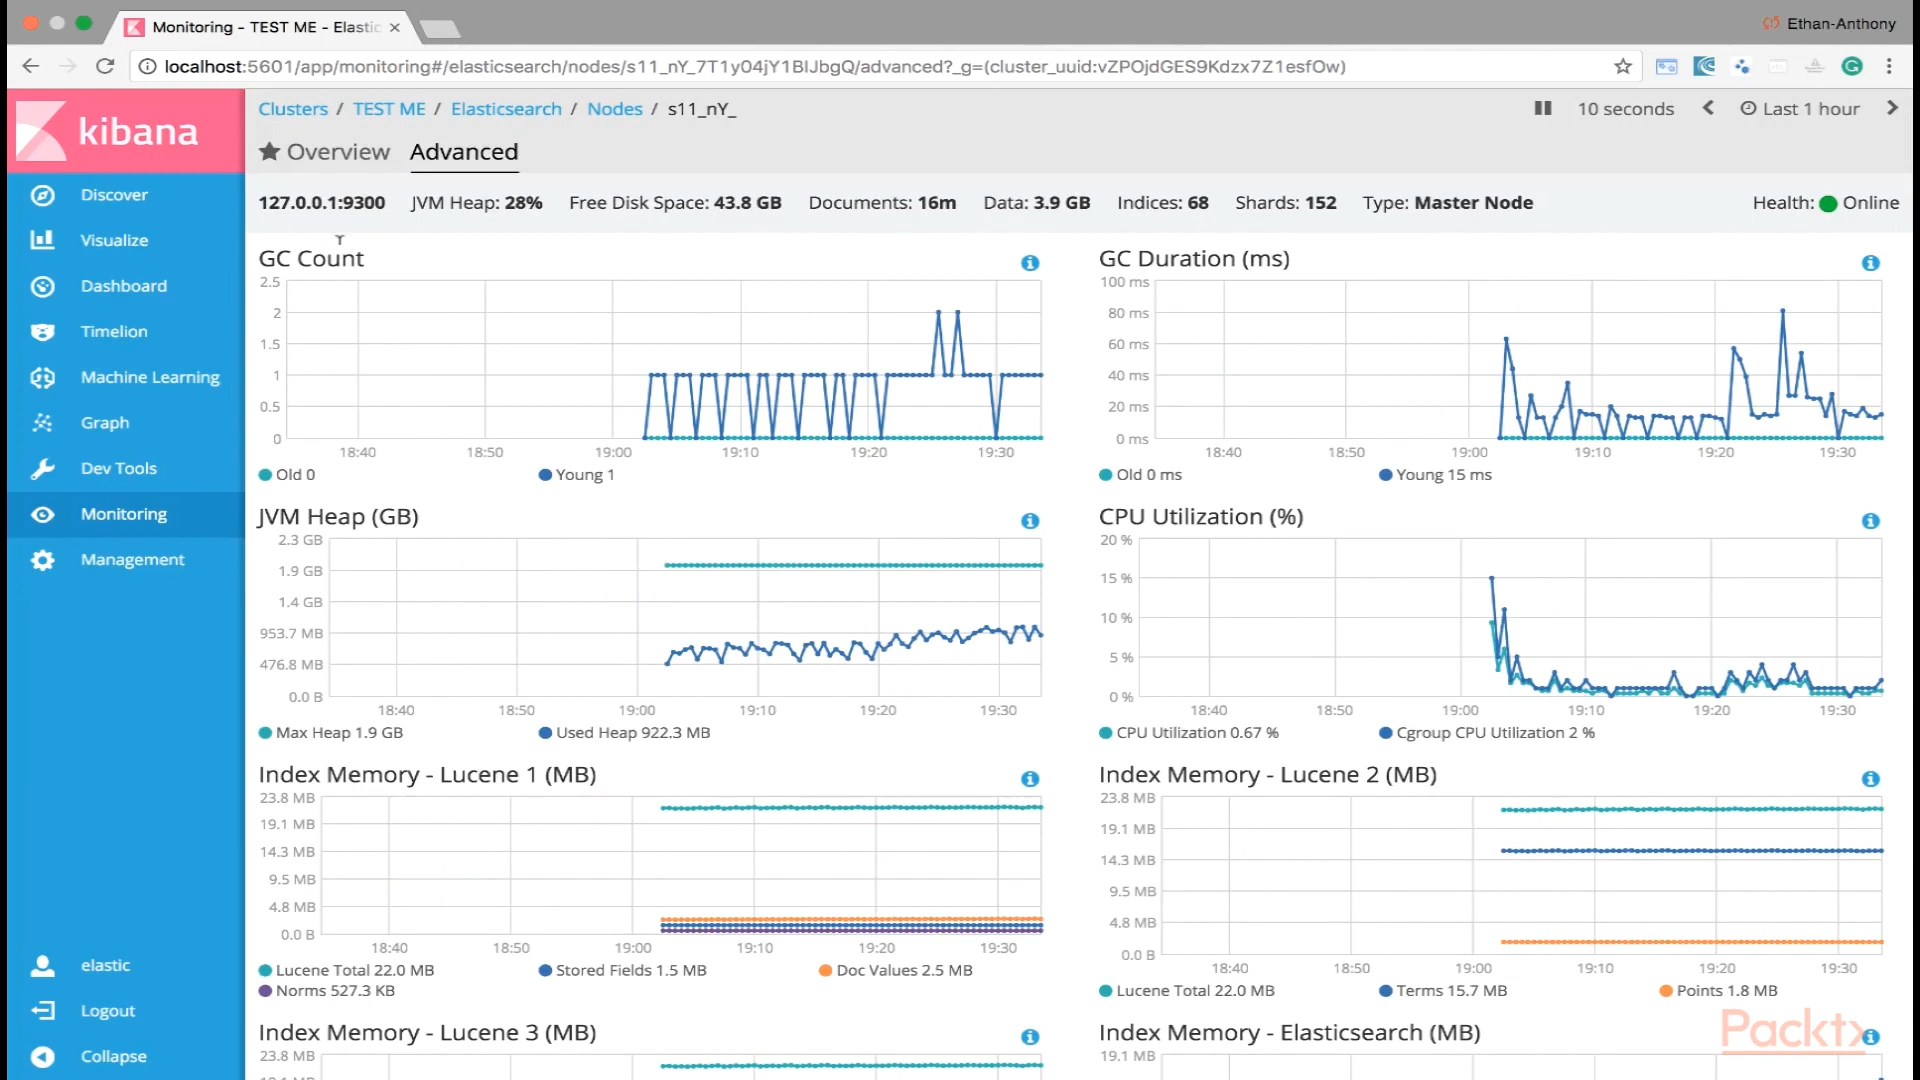 Monitoring - TEST ME - Elastic
Ethan-Anthony
localhost:5601/app/monitoring#/elasticsearch/nodes/s11_nY_7T1y04jY1BIJbgQ/advanced?_g=(cluster_uuid:vZPOjdGES9Kdzx7Z1esfOw)
kibana
Clusters / TEST ME / Elasticsearch / Nodes / s11_nY_
10 seconds
Last 1 hour
Overview Advanced
127.0.0.1:9300 JVM Heap: 28% Free Disk Space: 43.8 GB Documents: 16m Data: 3.9 GB Indices: 68 Shards: 152 Type: Master Node Health: Online
Discover
Visualize
Dashboard
Timelion
Machine Learning
Graph
Dev Tools
Monitoring
Management
elastic
Logout
Collapse
GC Count
2.5
2
1.5
1
0.5
0
18:40 18:50 19:00 19:10 19:20 19:30
Old 0 Young 1
GC Duration (ms)
100 ms
80 ms
60 ms
40 ms
20 ms
0 ms
18:40 18:50 19:00 19:10 19:20 19:30
Old 0 ms Young 15 ms
JVM Heap (GB)
2.3 GB
1.9 GB
1.4 GB
953.7 MB
476.8 MB
0.0 B
18:40 18:50 19:00 19:10 19:20 19:30
Max Heap 1.9 GB Used Heap 922.3 MB
CPU Utilization (%)
20 %
15 %
10 %
5 %
0 %
18:40 18:50 19:00 19:10 19:20 19:30
CPU Utilization 0.67 % Cgroup CPU Utilization 2 %
Index Memory - Lucene 1 (MB)
23.8 MB
19.1 MB
14.3 MB
9.5 MB
4.8 MB
0.0 B
18:40 18:50 19:00 19:10 19:20 19:30
Lucene Total 22.0 MB Stored Fields 1.5 MB Doc Values 2.5 MB
Norms 527.3 KB
Index Memory - Lucene 2 (MB)
23.8 MB
19.1 MB
14.3 MB
9.5 MB
4.8 MB
0.0 B
18:40 18:50 19:00 19:10 19:20 19:30
Lucene Total 22.0 MB Terms 15.7 MB Points 1.8 MB
Index Memory - Lucene 3 (MB)
23.8 MB
Index Memory - Elasticsearch (MB)
19.1 MB
Packt